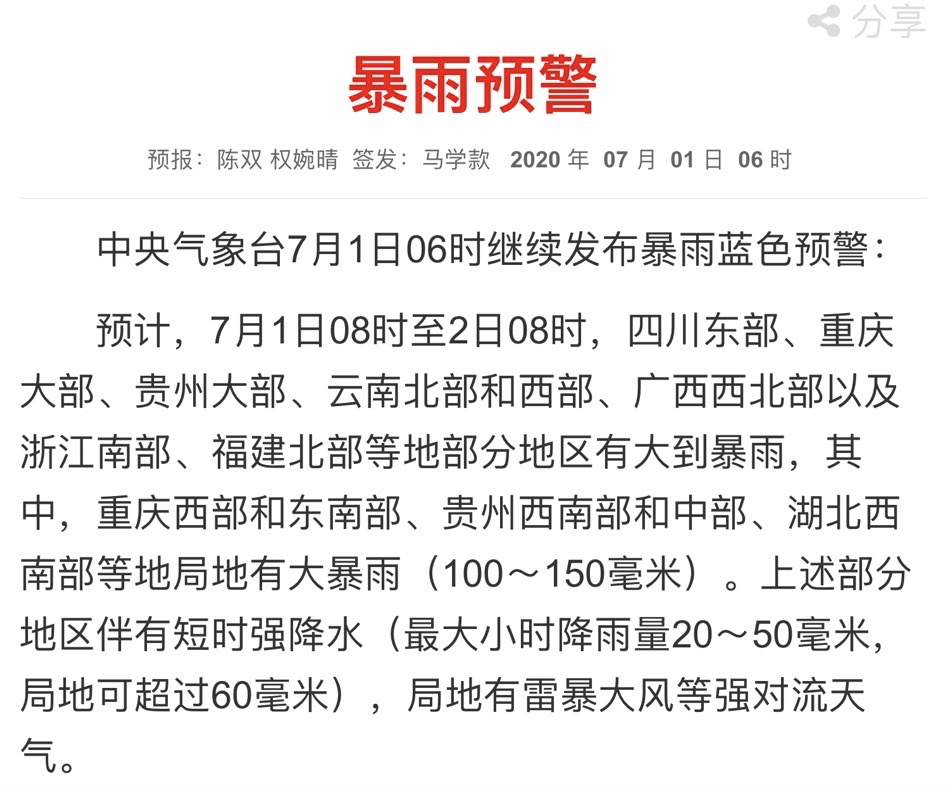 分享
暴雨预警
预报：陈双 权婉晴 签发：马学款 2020 年 07 月 01 日 06 时
中央气象台7月1日06时继续发布暴雨蓝色预警：
预计，7月1日08时至2日08时，四川东部、重庆
大部、贵州大部、云南北部和西部、广西西北部以及
浙江南部、福建北部等地部分地区有大到暴雨，其
中，重庆西部和东南部、贵州西南部和中部、湖北西
南部等地局地有大暴雨（100～150毫米）。上述部分
地区伴有短时强降水（最大小时降雨量20～50毫米，
局地可超过60毫米），局地有雷暴大风等强对流天
气。